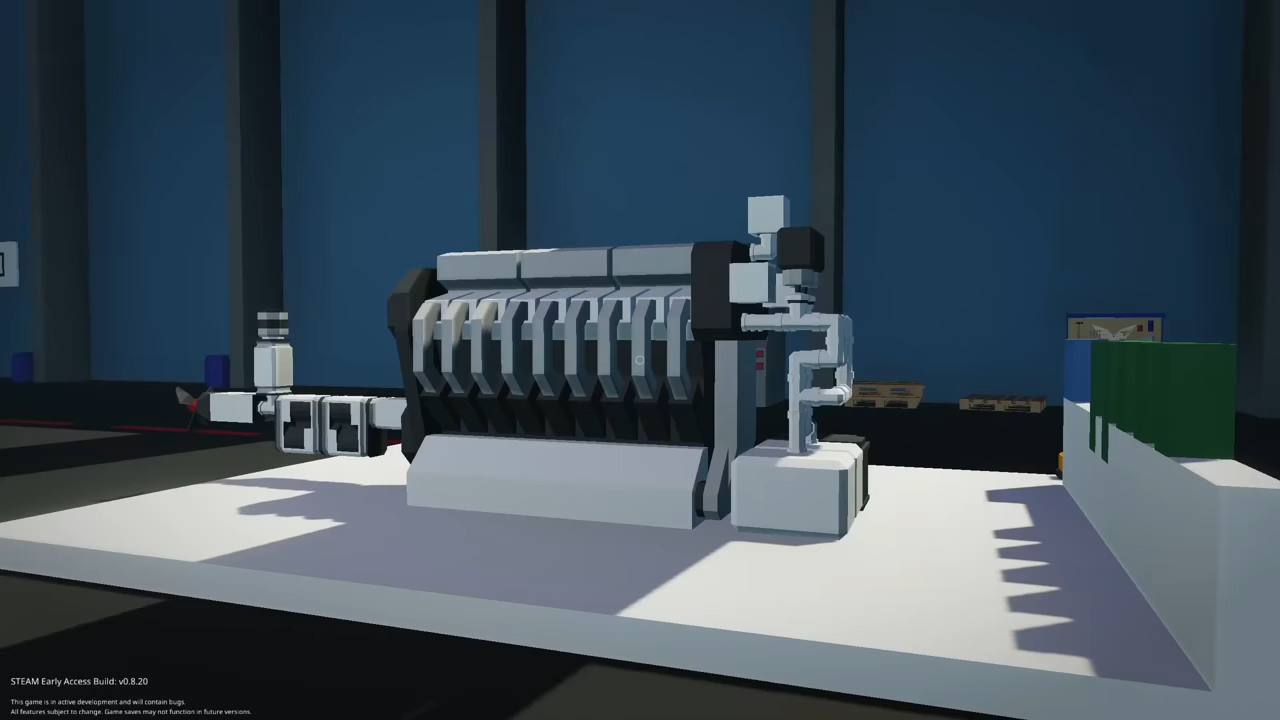 STEAM Early Access Build: v0.8.20
This game is in active development and will contain bugs.
All features subject to change. Game saves may not function in future versions.